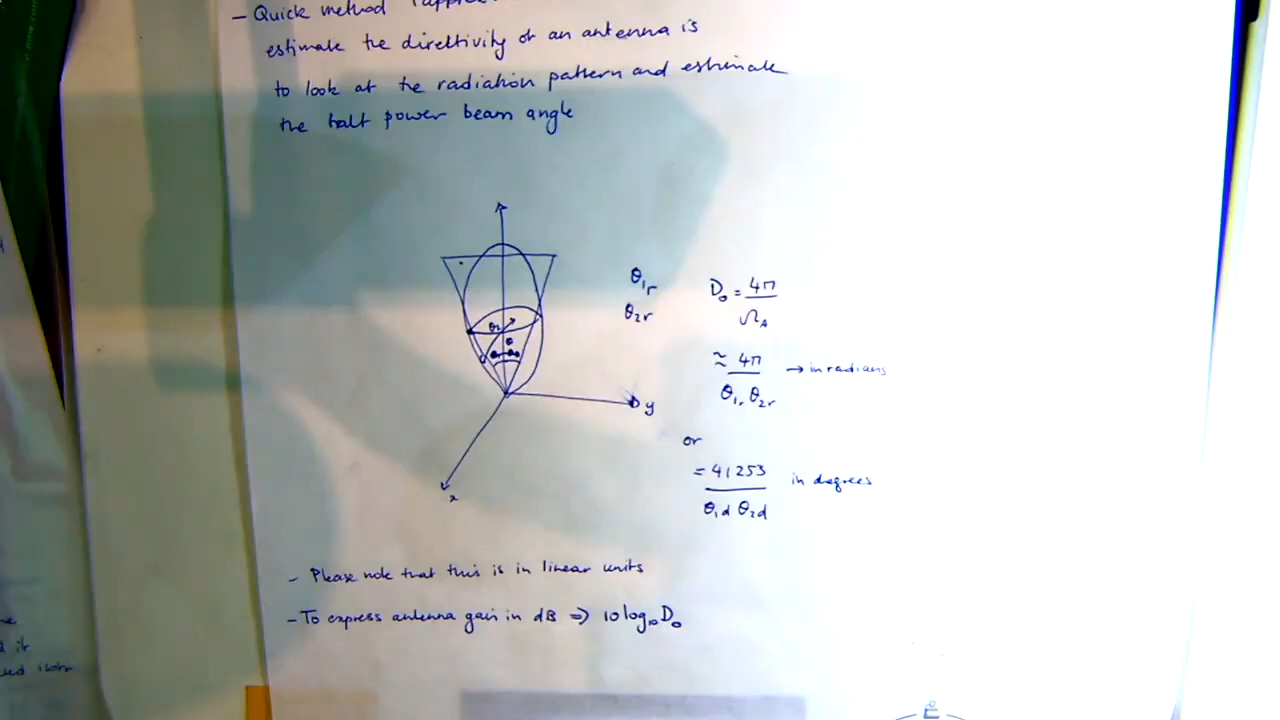 - Quick method
estimate the directivity of an antenna is
to look at the radiation pattern and estimate
the half power beam angle
θ1r
θ2r
D₀ = 4π / ΩA
≈ 4π / θ1r θ2r → in radians
or
= 41253 / θ1d θ2d in degrees
y
x
- Please note that this is in linear units
- To express antenna gain in dB ⇒ 10 log₁₀ D₀